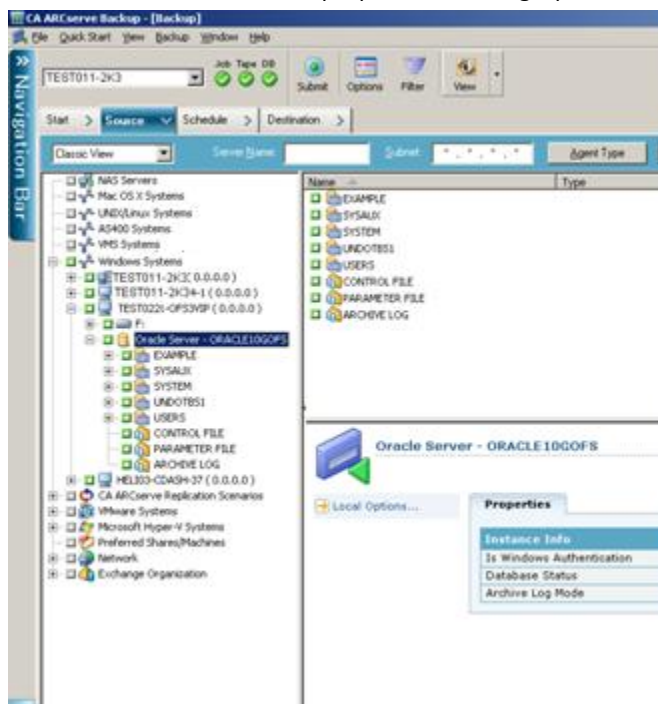 CA ARCserve Backup - [Backup]
File Quick Start View Backup Window Help
Navigation Bar
TEST011-2K3
Job Tape DB
Submit Options Filter View
Start Source Schedule Destination
Classic View Server Name: Subnet: *.*.*.* Agent Type
NAS Servers
Mac OS X Systems
UNIX/Linux Systems
AS400 Systems
VMS Systems
Windows Systems
TEST011-2K3(0.0.0.0)
TEST011-2K34-1 (0.0.0.0)
(0.0.0.0)
F:
Oracle Server - ORACLE10GOFS
EXAMPLE
SYSAUX
SYSTEM
UNDOTBS1
USERS
CONTROL FILE
PARAMETER FILE
ARCHIVE LOG
(0.0.0.0)
CA ARCserve Replication Scenarios
VMware Systems
Microsoft Hyper-V Systems
Preferred Shares/Machines
Network
Exchange Organization
Name Type
EXAMPLE
SYSAUX
SYSTEM
UNDOTBS1
USERS
CONTROL FILE
PARAMETER FILE
ARCHIVE LOG
Oracle Server - ORACLE10GOFS
Local Options...
Properties
Instance Info
Is Windows Authentication
Database Status
Archive Log Mode